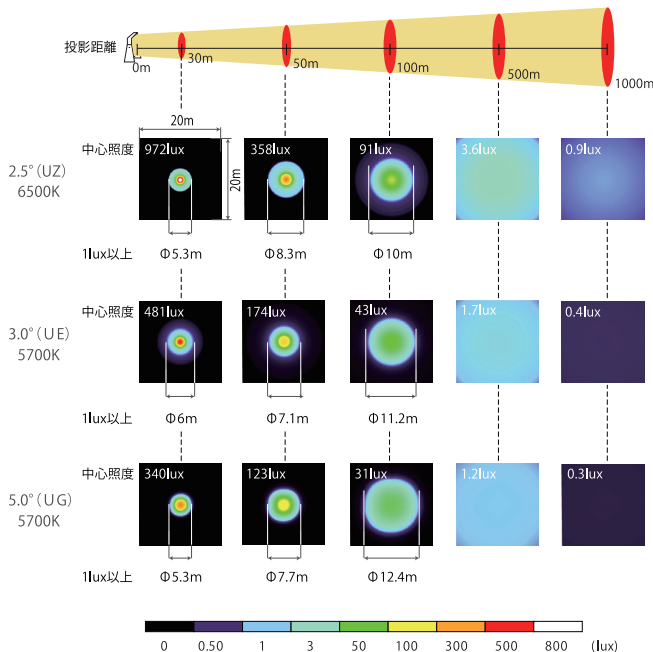 投影距離
0m
30m
50m
100m
500m
1000m
20m
20m
2.5°(UZ)
6500K
中心照度
972lux
358lux
91lux
3.6lux
0.9lux
1lux以上
Φ5.3m
Φ8.3m
Φ10m
3.0°(UE)
5700K
中心照度
481lux
174lux
43lux
1.7lux
0.4lux
1lux以上
Φ6m
Φ7.1m
Φ11.2m
5.0°(UG)
5700K
中心照度
340lux
123lux
31lux
1.2lux
0.3lux
1lux以上
Φ5.3m
Φ7.7m
Φ12.4m
0 0.50 1 3 50 100 300 500 800 (lux)